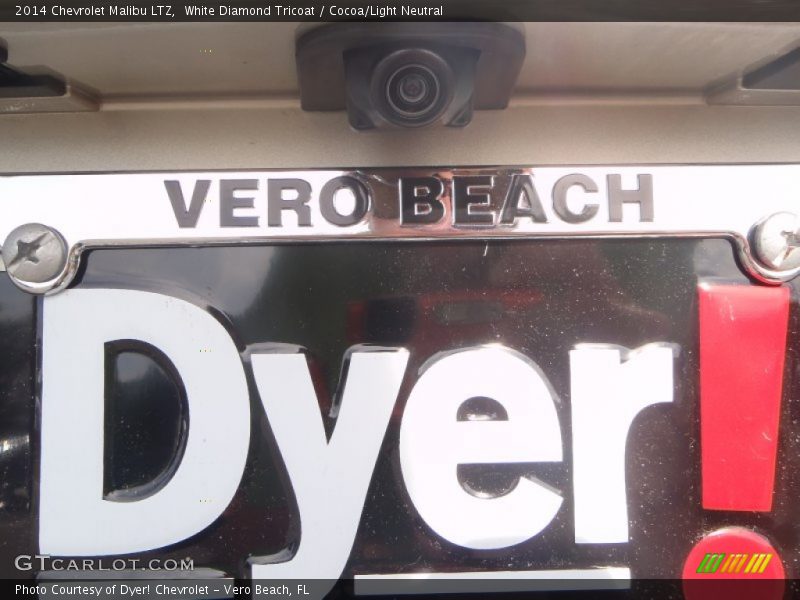 2014 Chevrolet Malibu LTZ,  White Diamond Tricoat / Cocoa/Light Neutral
VERO BEACH
Dyer!
GTCARLOT.COM
Photo Courtesy of Dyer! Chevrolet - Vero Beach, FL